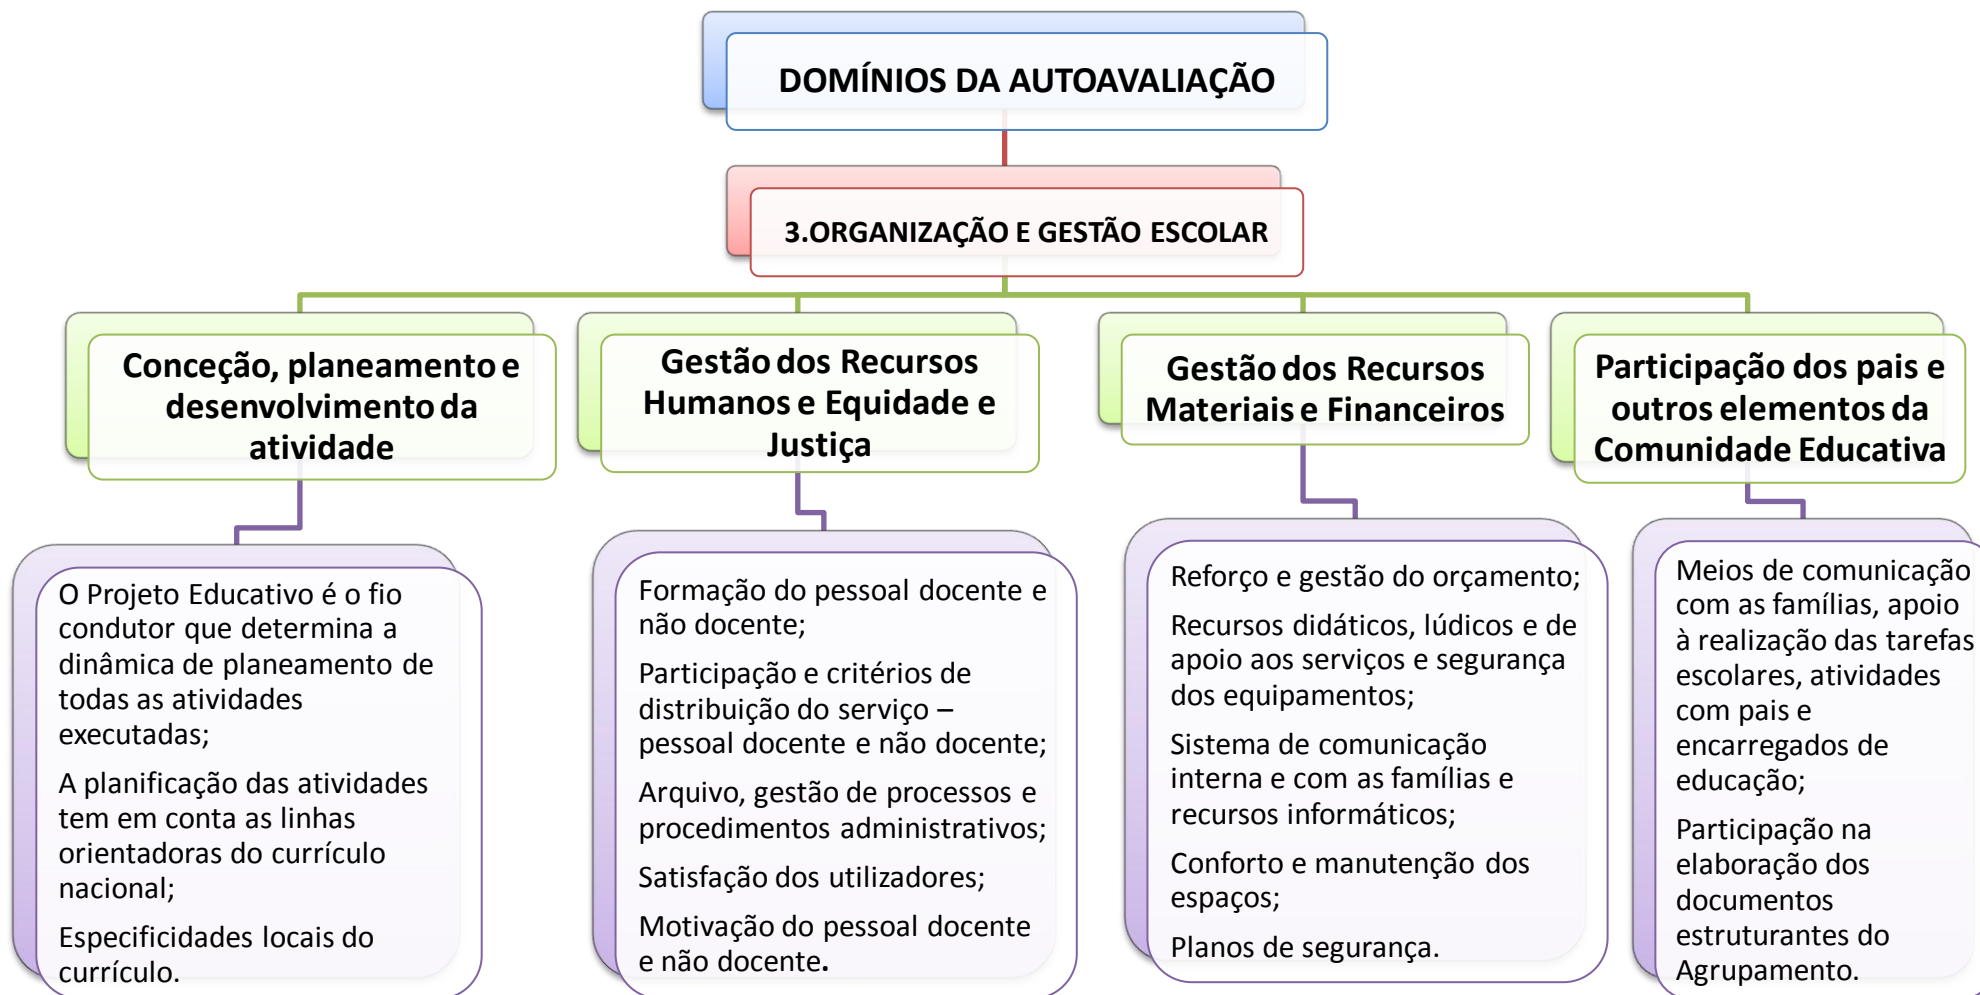 DOMÍNIOS DA AUTOAVALIAÇÃO
3.ORGANIZAÇÃO E GESTÃO ESCOLAR
Conceção, planeamento e
desenvolvimento da
atividade
O Projeto Educativo é o fio
condutor que determina a
dinâmica de planeamento de
todas as atividades
executadas;
A planificação das atividades
tem em conta as linhas
orientadoras do currículo
nacional;
Especificidades locais do
currículo.
Gestão dos Recursos
Humanos e Equidade e
Justiça
Formação do pessoal docente e
não docente;
Participação e critérios de
distribuição do serviço –
pessoal docente e não docente;
Arquivo, gestão de processos e
procedimentos administrativos;
Satisfação dos utilizadores;
Motivação do pessoal docente
e não docente.
Gestão dos Recursos
Materiais e Financeiros
Reforço e gestão do orçamento;
Recursos didáticos, lúdicos e de
apoio aos serviços e segurança
dos equipamentos;
Sistema de comunicação
interna e com as famílias e
recursos informáticos;
Conforto e manutenção dos
espaços;
Planos de segurança.
Participação dos pais e
outros elementos da
Comunidade Educativa
Meios de comunicação
com as famílias, apoio
à realização das tarefas
escolares, atividades
com pais e
encarregados de
educação;
Participação na
elaboração dos
documentos
estruturantes do
Agrupamento.